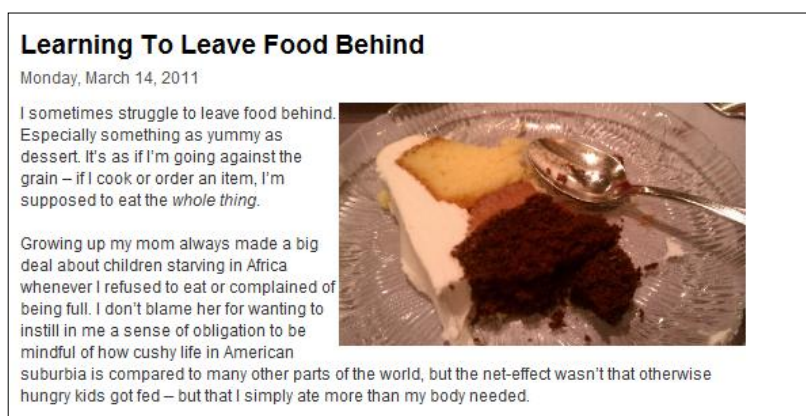 Learning To Leave Food Behind
Monday, March 14, 2011
I sometimes struggle to leave food behind.
Especially something as yummy as
dessert. It's as if I'm going against the
grain – if I cook or order an item, I'm
supposed to eat the whole thing.
Growing up my mom always made a big
deal about children starving in Africa
whenever I refused to eat or complained of
being full. I don't blame her for wanting to
instill in me a sense of obligation to be
mindful of how cushy life in American
suburbia is compared to many other parts of the world, but the net-effect wasn't that otherwise
hungry kids got fed – but that I simply ate more than my body needed.